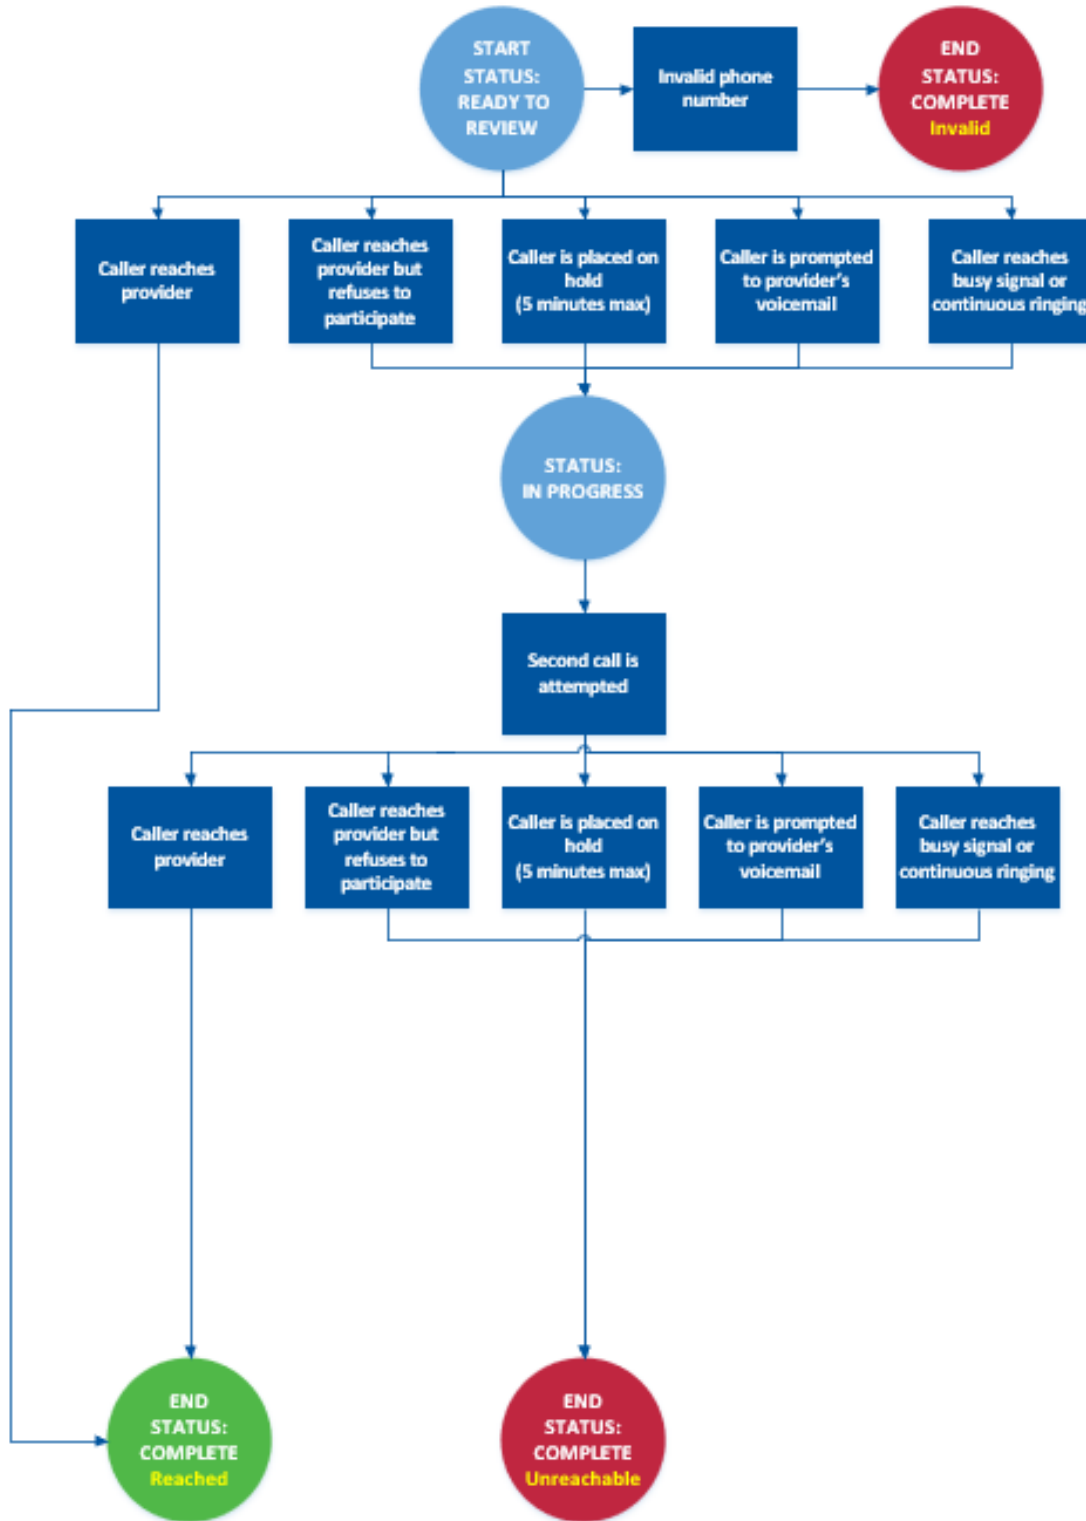 START
STATUS:
READY TO
REVIEW
Invalid phone
number
END
STATUS:
COMPLETE
Invalid
Caller reaches
provider
Caller reaches
provider but
refuses to
participate
Caller is placed on
hold
(5 minutes max)
Caller is prompted
to provider's
voicemail
Caller reaches
busy signal or
continuous ringing
STATUS:
IN PROGRESS
Second call is
attempted
Caller reaches
provider
Caller reaches
provider but
refuses to
participate
Caller is placed on
hold
(5 minutes max)
Caller is prompted
to provider's
voicemail
Caller reaches
busy signal or
continuous ringing
END
STATUS:
COMPLETE
Reached
END
STATUS:
COMPLETE
Unreachable